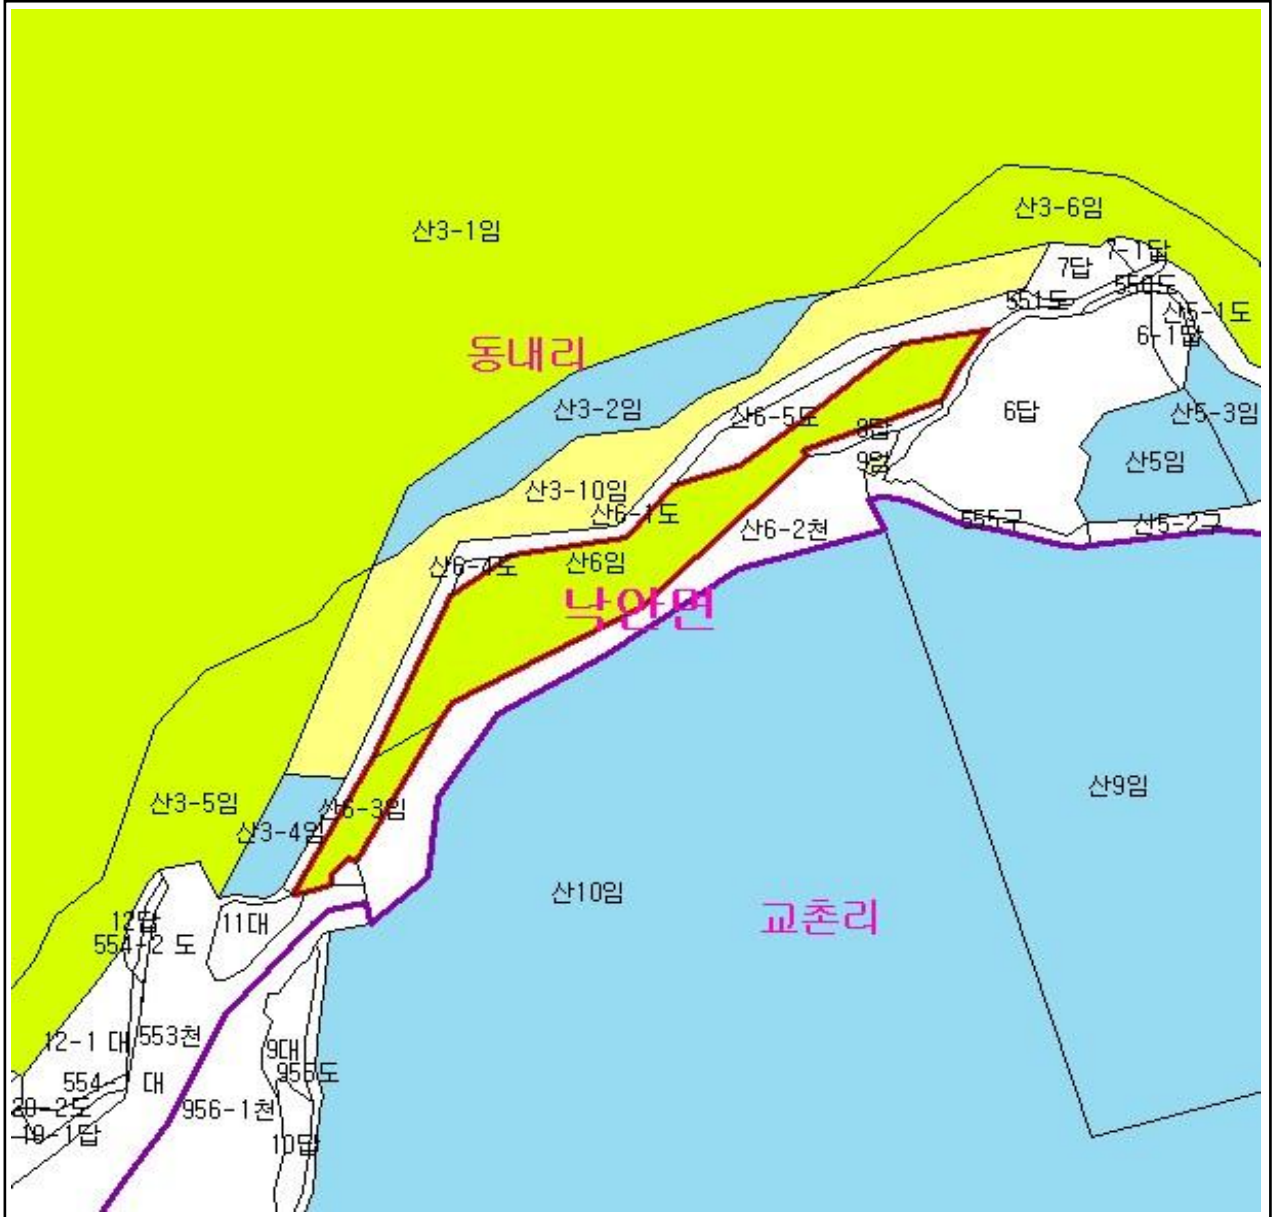 산3-6임
산3-1임
7-1답
7답
550도
551도
산5-1도
6-1답
동내리
산3-2임
산6-5도
6답
산5-3임
8답
9임
산5임
산3-10임
산6-1도
555구
산5-2구
산6-2천
산6-4도
산6임
낙안면
산9임
산3-5임
산6-3임
산3-4임
산10임
교촌리
12답
11대
554-2 도
553천
12-1 대
9대
955도
대
20-2도
956-1천
19-1답
10답